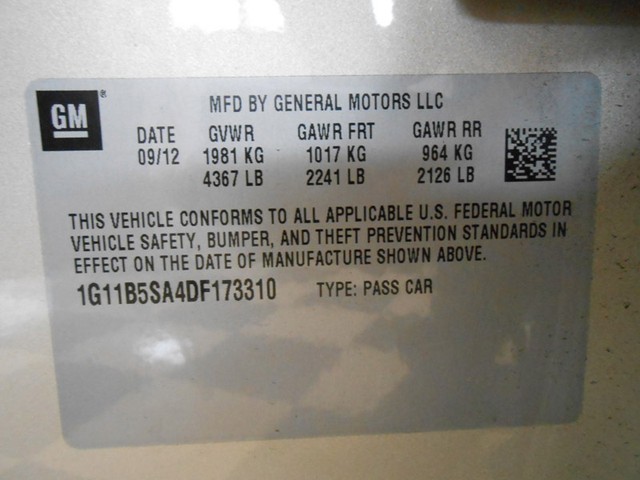 GM®
MFD BY GENERAL MOTORS LLC
DATE GVWR GAWR FRT GAWR RR
09/12 1981 KG 1017 KG 964 KG
4367 LB 2241 LB 2126 LB
THIS VEHICLE CONFORMS TO ALL APPLICABLE U.S. FEDERAL MOTOR
VEHICLE SAFETY, BUMPER, AND THEFT PREVENTION STANDARDS IN
EFFECT ON THE DATE OF MANUFACTURE SHOWN ABOVE.
1G11B5SA4DF173310 TYPE: PASS CAR